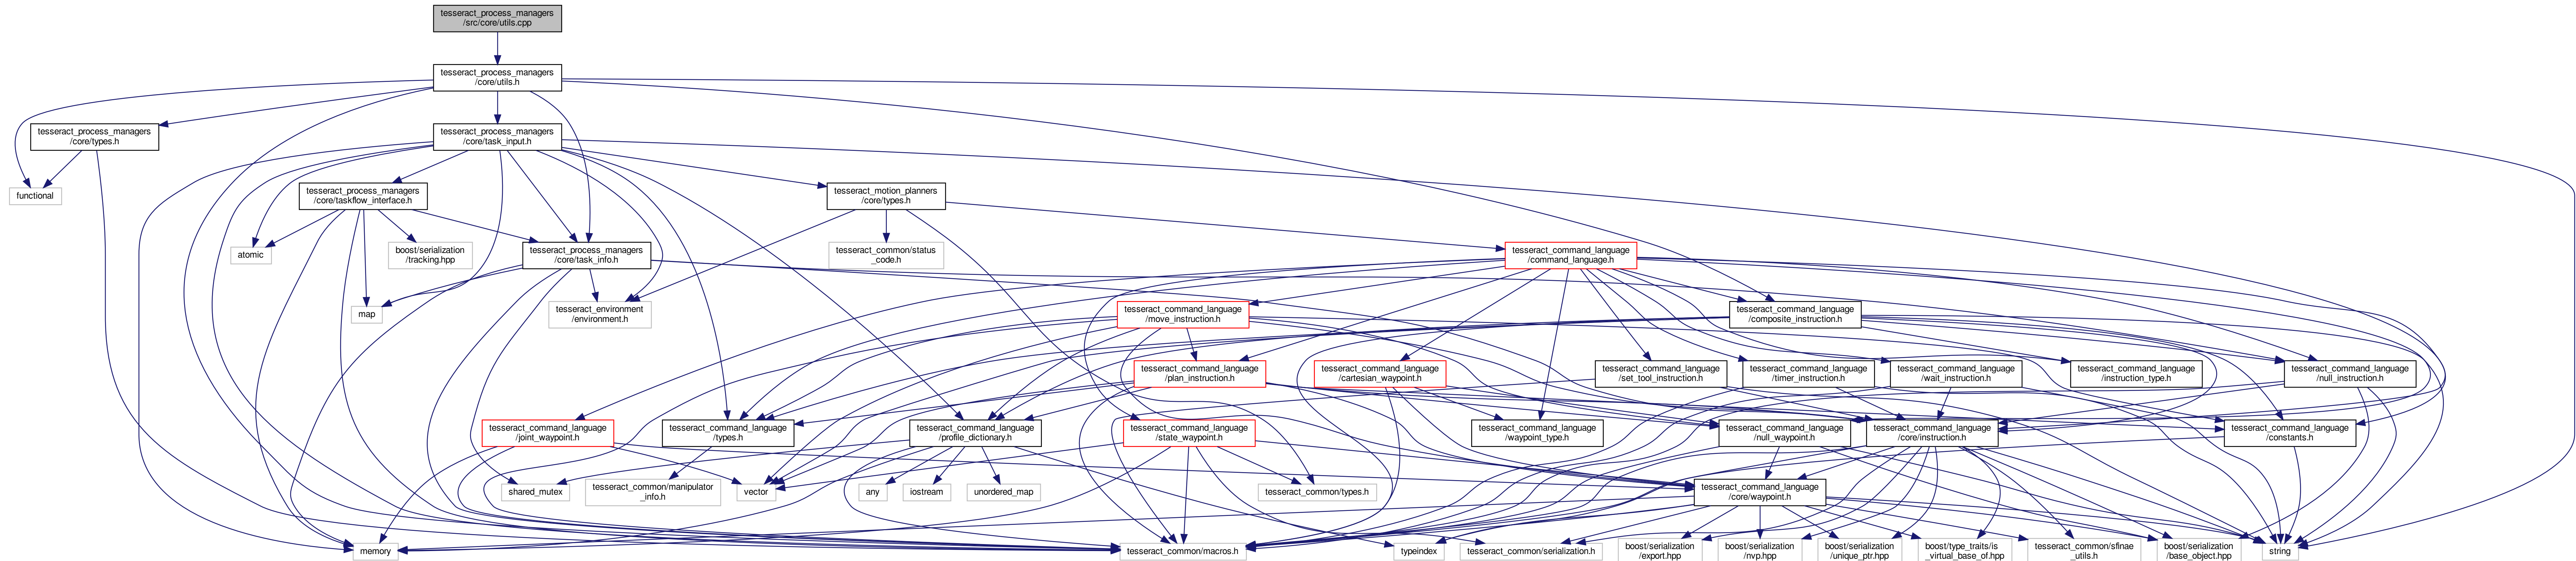 tesseract_process_managers
/src/core/utils.cpp
tesseract_process_managers
/core/utils.h
tesseract_process_managers
/core/types.h
tesseract_process_managers
/core/task_input.h
functional
tesseract_process_managers
/core/taskflow_interface.h
tesseract_motion_planners
/core/types.h
atomic
boost/serialization
/tracking.hpp
tesseract_process_managers
/core/task_info.h
tesseract_common/status
_code.h
tesseract_command_language
/command_language.h
map
tesseract_environment
/environment.h
tesseract_command_language
/move_instruction.h
tesseract_command_language
/composite_instruction.h
tesseract_command_language
/plan_instruction.h
tesseract_command_language
/cartesian_waypoint.h
tesseract_command_language
/set_tool_instruction.h
tesseract_command_language
/timer_instruction.h
tesseract_command_language
/wait_instruction.h
tesseract_command_language
/instruction_type.h
tesseract_command_language
/null_instruction.h
tesseract_command_language
/joint_waypoint.h
tesseract_command_language
/types.h
tesseract_command_language
/profile_dictionary.h
tesseract_command_language
/state_waypoint.h
tesseract_command_language
/waypoint_type.h
tesseract_command_language
/null_waypoint.h
tesseract_command_language
/core/instruction.h
tesseract_command_language
/constants.h
shared_mutex
tesseract_common/manipulator
_info.h
vector
any
iostream
unordered_map
tesseract_common/types.h
tesseract_command_language
/core/waypoint.h
memory
tesseract_common/macros.h
typeindex
tesseract_common/serialization.h
boost/serialization
/export.hpp
boost/serialization
/nvp.hpp
boost/serialization
/unique_ptr.hpp
boost/type_traits/is
_virtual_base_of.hpp
tesseract_common/sfinae
_utils.h
boost/serialization
/base_object.hpp
string